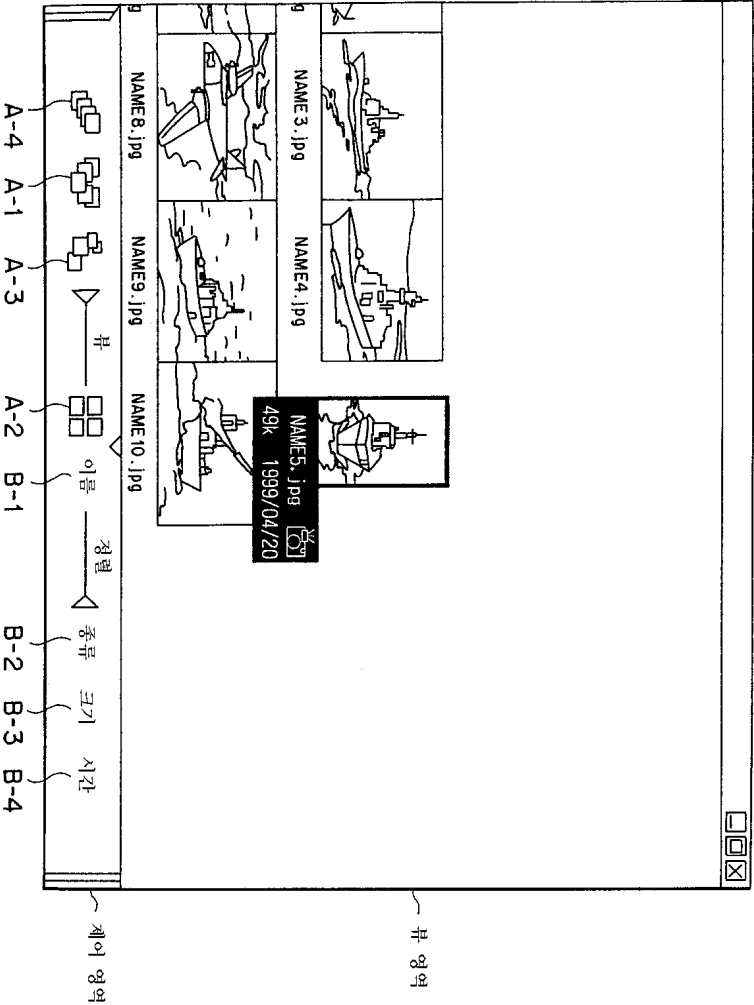 NAME3.jpg
NAME4.jpg
NAME5.jpg
49k 1999/04/20
g
NAME8.jpg
NAME9.jpg
NAME10.jpg
g
뷰
이름
정렬
종류
크기
시간
A-4
A-1
A-3
A-2
B-1
B-2
B-3
B-4
뷰 영역
제어 영역